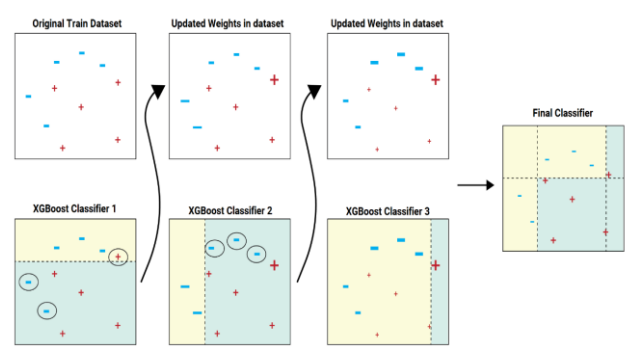 Original Train Dataset
Updated Weights in dataset
Updated Weights in dataset
Final Classifier
XGBoost Classifier 1
XGBoost Classifier 2
XGBoost Classifier 3